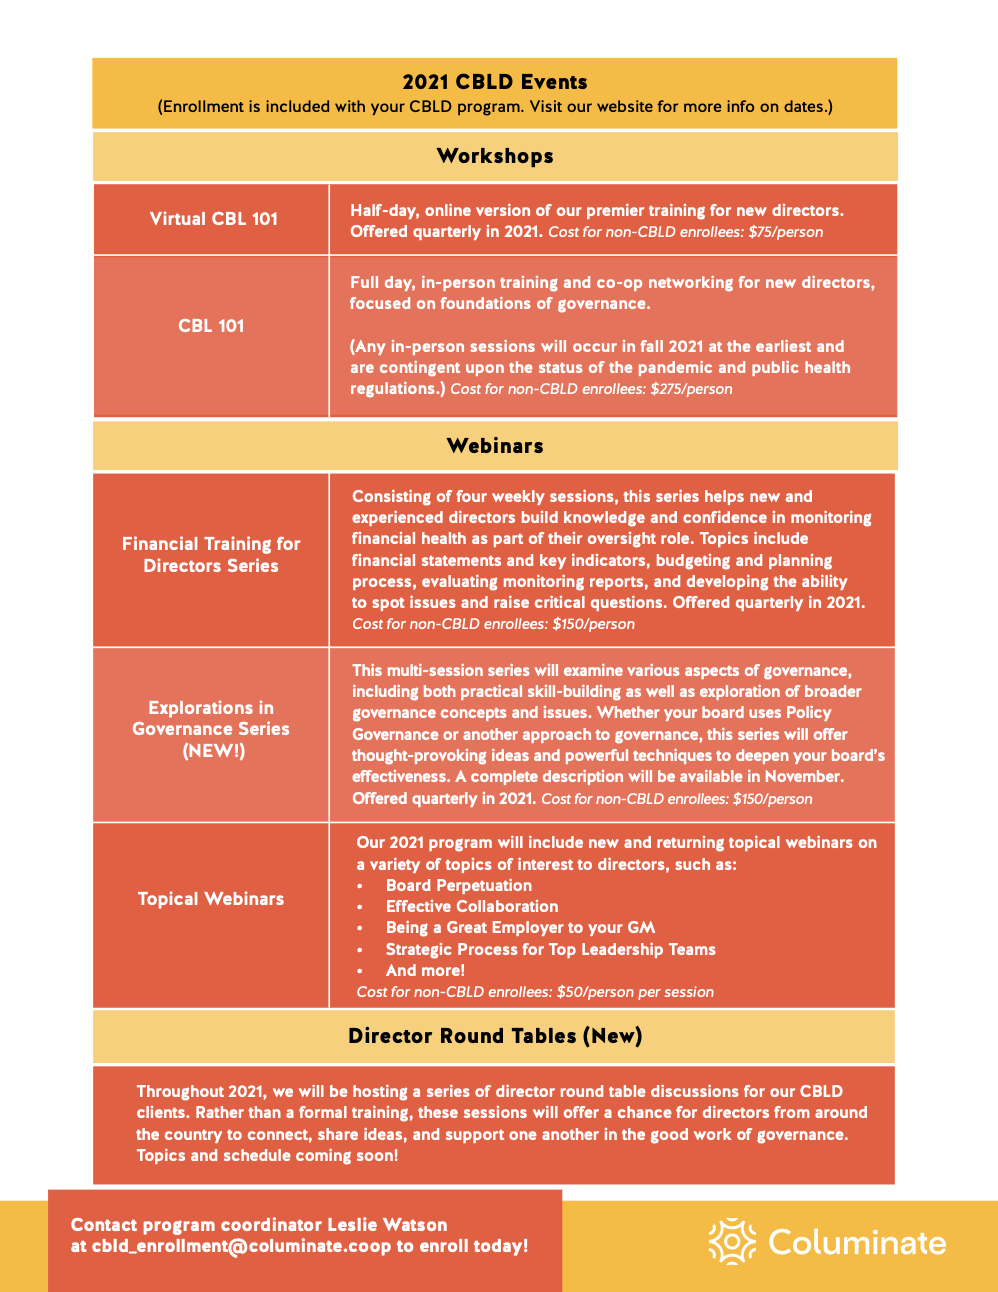 2021 CBLD Events
(Enrollment is included with your CBLD program. Visit our website for more info on dates.)
Workshops
Virtual CBL 101
Half-day, online version of our premier training for new directors.
Offered quarterly in 2021. Cost for non-CBLD enrollees: $75/person
CBL 101
Full day, in-person training and co-op networking for new directors,
focused on foundations of governance.
(Any in-person sessions will occur in fall 2021 at the earliest and
are contingent upon the status of the pandemic and public health
regulations.) Cost for non-CBLD enrollees: $275/person
Webinars
Financial Training for
Directors Series
Consisting of four weekly sessions, this series helps new and
experienced directors build knowledge and confidence in monitoring
financial health as part of their oversight role. Topics include
financial statements and key indicators, budgeting and planning
process, evaluating monitoring reports, and developing the ability
to spot issues and raise critical questions. Offered quarterly in 2021.
Cost for non-CBLD enrollees: $150/person
Explorations in
Governance Series
(NEW!)
This multi-session series will examine various aspects of governance,
including both practical skill-building as well as exploration of broader
governance concepts and issues. Whether your board uses Policy
Governance or another approach to governance, this series will offer
thought-provoking ideas and powerful techniques to deepen your board's
effectiveness. A complete description will be available in November.
Offered quarterly in 2021. Cost for non-CBLD enrollees: $150/person
Topical Webinars
Our 2021 program will include new and returning topical webinars on
a variety of topics of interest to directors, such as:
• Board Perpetuation
• Effective Collaboration
• Being a Great Employer to your GM
• Strategic Process for Top Leadership Teams
• And more!
Cost for non-CBLD enrollees: $50/person per session
Director Round Tables (New)
Throughout 2021, we will be hosting a series of director round table discussions for our CBLD
clients. Rather than a formal training, these sessions will offer a chance for directors from around
the country to connect, share ideas, and support one another in the good work of governance.
Topics and schedule coming soon!
Contact program coordinator Leslie Watson
at cbld_enrollment@columinate.coop to enroll today!
Columinate